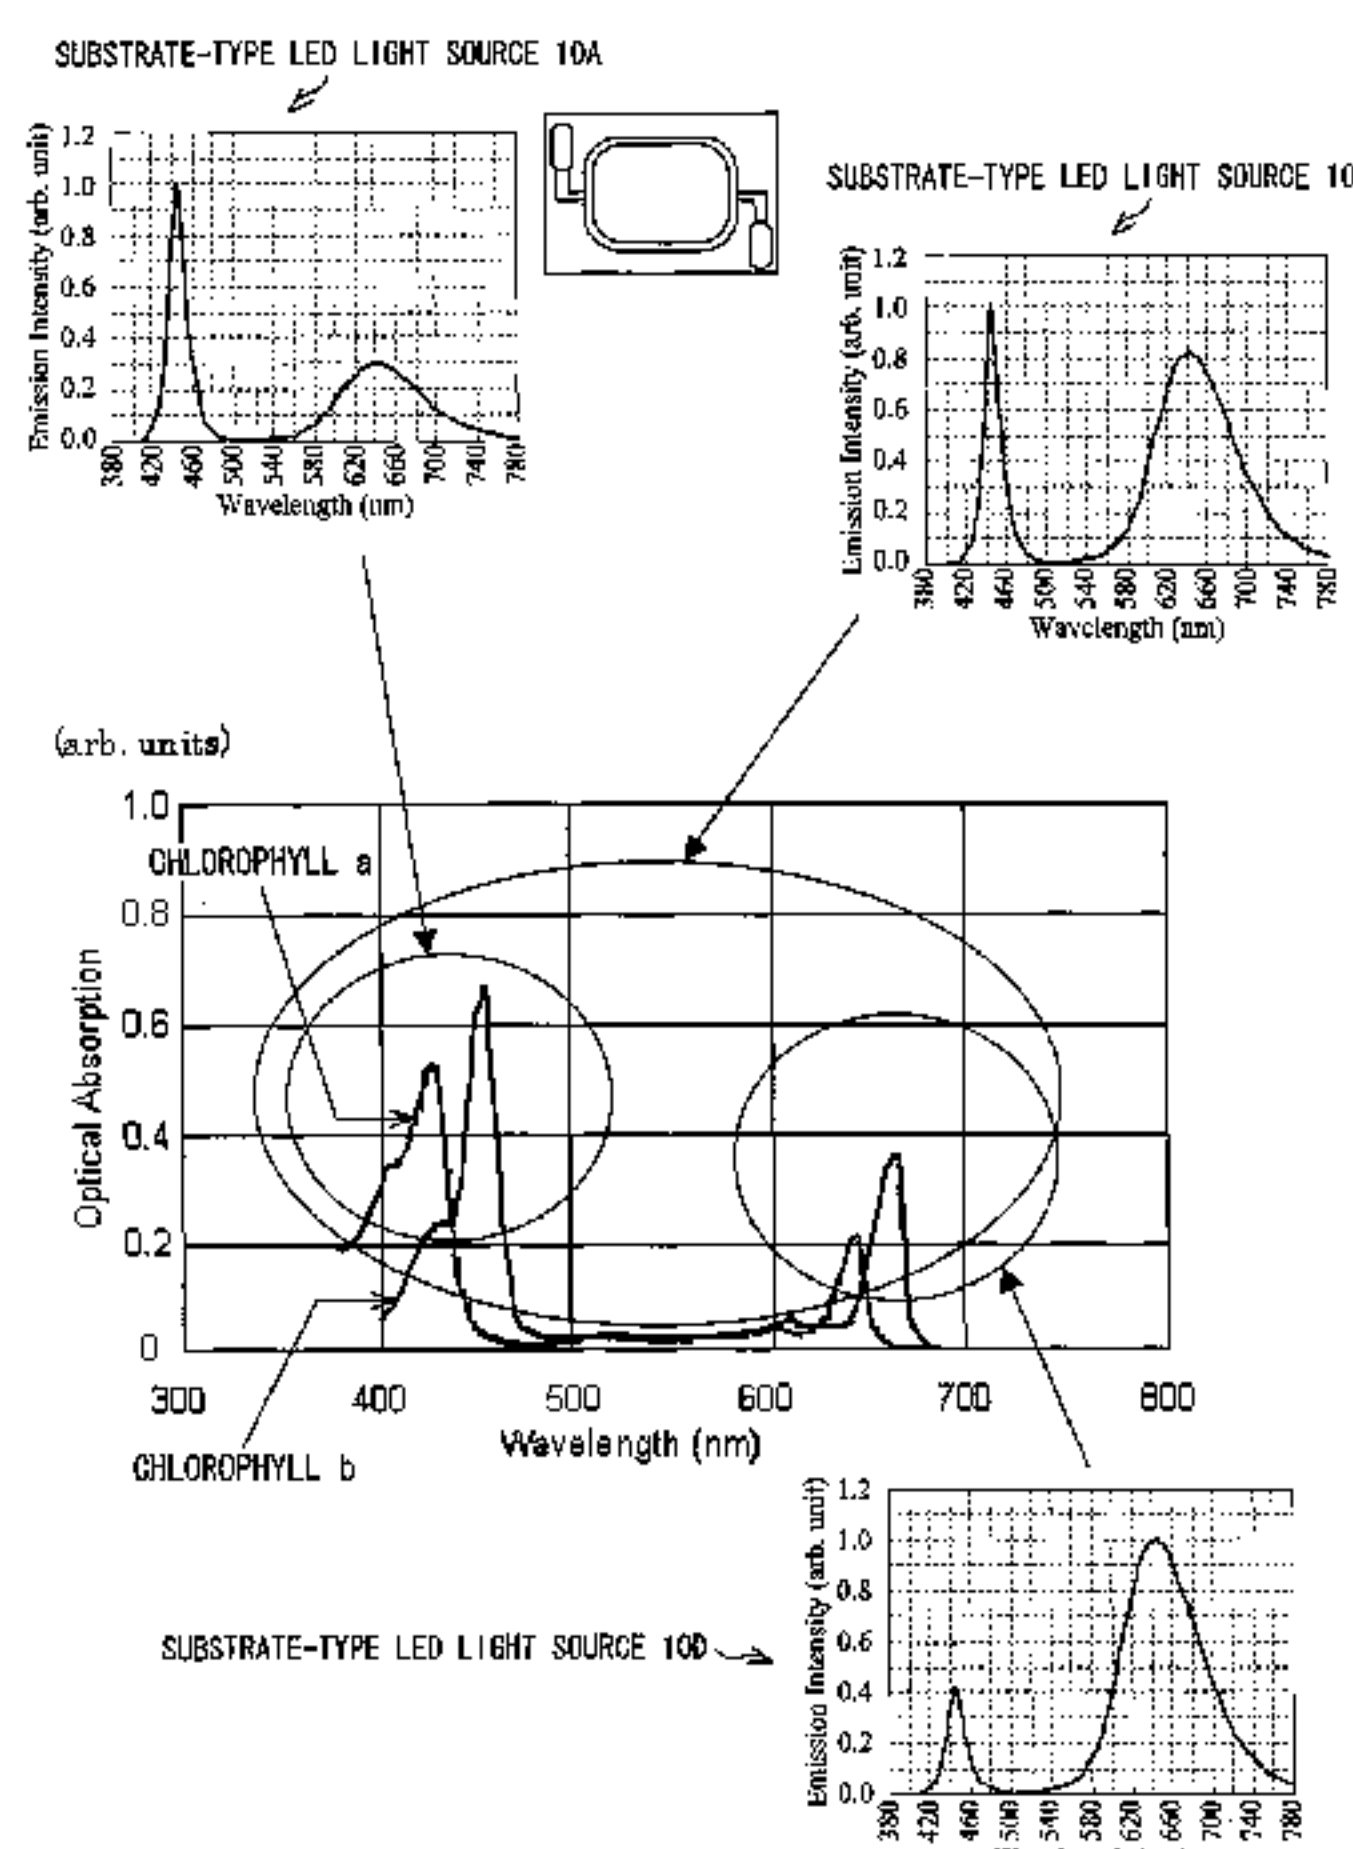 SUBSTRATE-TYPE LED LIGHT SOURCE 10A
Emission Intensity (arb. unit)
1.2
1.0
0.8
0.6
0.4
0.2
0.0
380 420 460 500 540 580 620 660 700 740 780
Wavelength (nm)
SUBSTRATE-TYPE LED LIGHT SOURCE 10
Emission Intensity (arb. unit)
1.2
1.0
0.8
0.6
0.4
0.2
0.0
380 420 460 500 540 580 620 660 700 740 780
Wavelength (nm)
(arb. units)
Optical Absorption
1.0
CHLOROPHYLL a
0.8
0.6
0.4
0.2
0
300 400 500 600 700 800
Wavelength (nm)
CHLOROPHYLL b
SUBSTRATE-TYPE LED LIGHT SOURCE 10D
Emission Intensity (arb. unit)
1.2
1.0
0.8
0.6
0.4
0.2
0.0
380 420 460 500 540 580 620 660 700 740 780